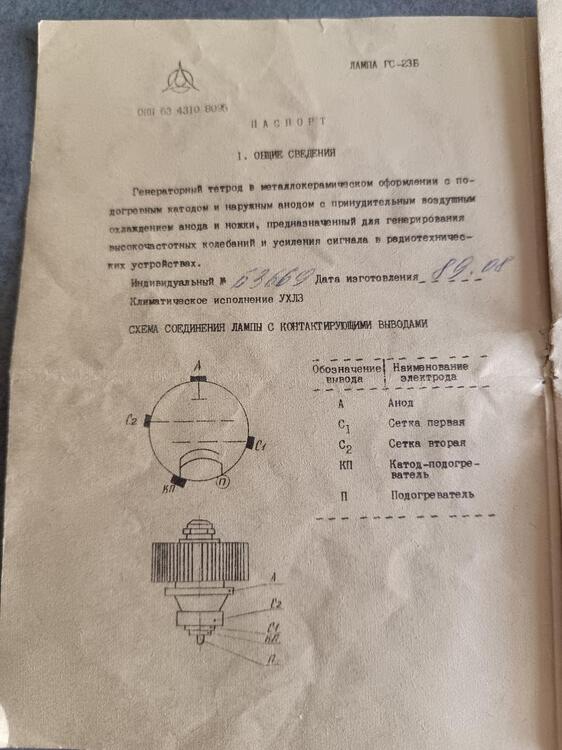 ЛАМПА ГС-23Б
ОКП 63 4310 8095
ПАСПОРТ
1. ОБЩИЕ СВЕДЕНИЯ
Генераторный тетрод в металлокерамическом оформлении с по-
догревным катодом и наружным анодом с принудительным воздушным
охлаждением анода и ножки, предназначенный для генерирования
высокочастотных колебаний и усиления сигнала в радиотехничес-
ких устройствах.
Индивидуальный № 63669 Дата изготовления 89.08
Климатическое исполнение УХЛ3
СХЕМА СОЕДИНЕНИЯ ЛАМПЫ С КОНТАКТИРУЮЩИМИ ВЫВОДАМИ
А
С2
С1
КП
П
Обозначение вывода
Наименование электрода
А Анод
С1 Сетка первая
С2 Сетка вторая
КП Катод-подогре-
ватель
П Подогреватель
А
С2
С1
КП
П